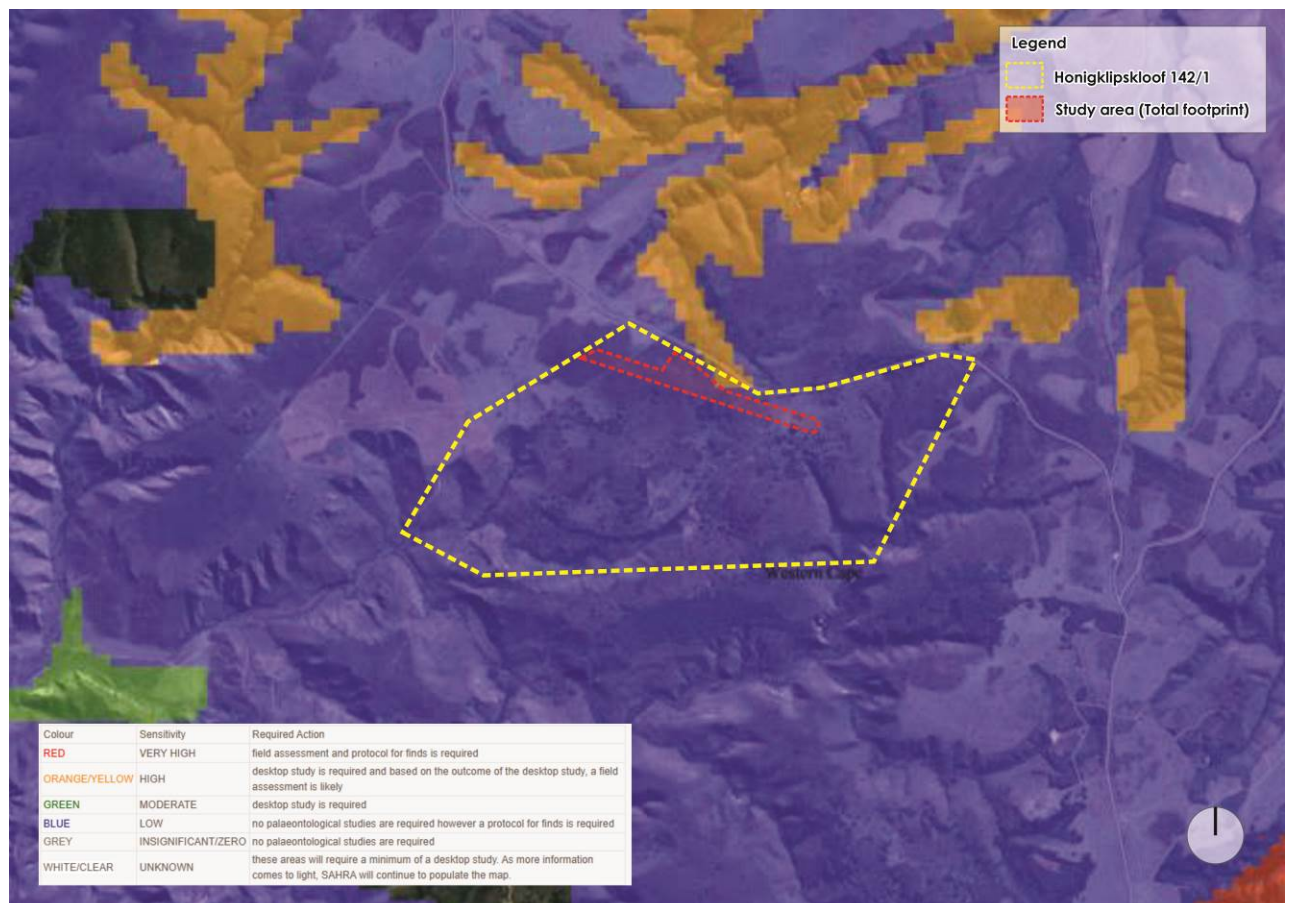 Legend
Honigklipskloof 142/1
Study area (Total footprint)
Western Cape
Colour Sensitivity Required Action
RED VERY HIGH field assessment and protocol for finds is required
ORANGE/YELLOW HIGH desktop study is required and based on the outcome of the desktop study, a field
assessment is likely
GREEN MODERATE desktop study is required
BLUE LOW no palaeontological studies are required however a protocol for finds is required
GREY INSIGNIFICANT/ZERO no palaeontological studies are required
WHITE/CLEAR UNKNOWN these areas will require a minimum of a desktop study. As more information
comes to light, SAHRA will continue to populate the map.